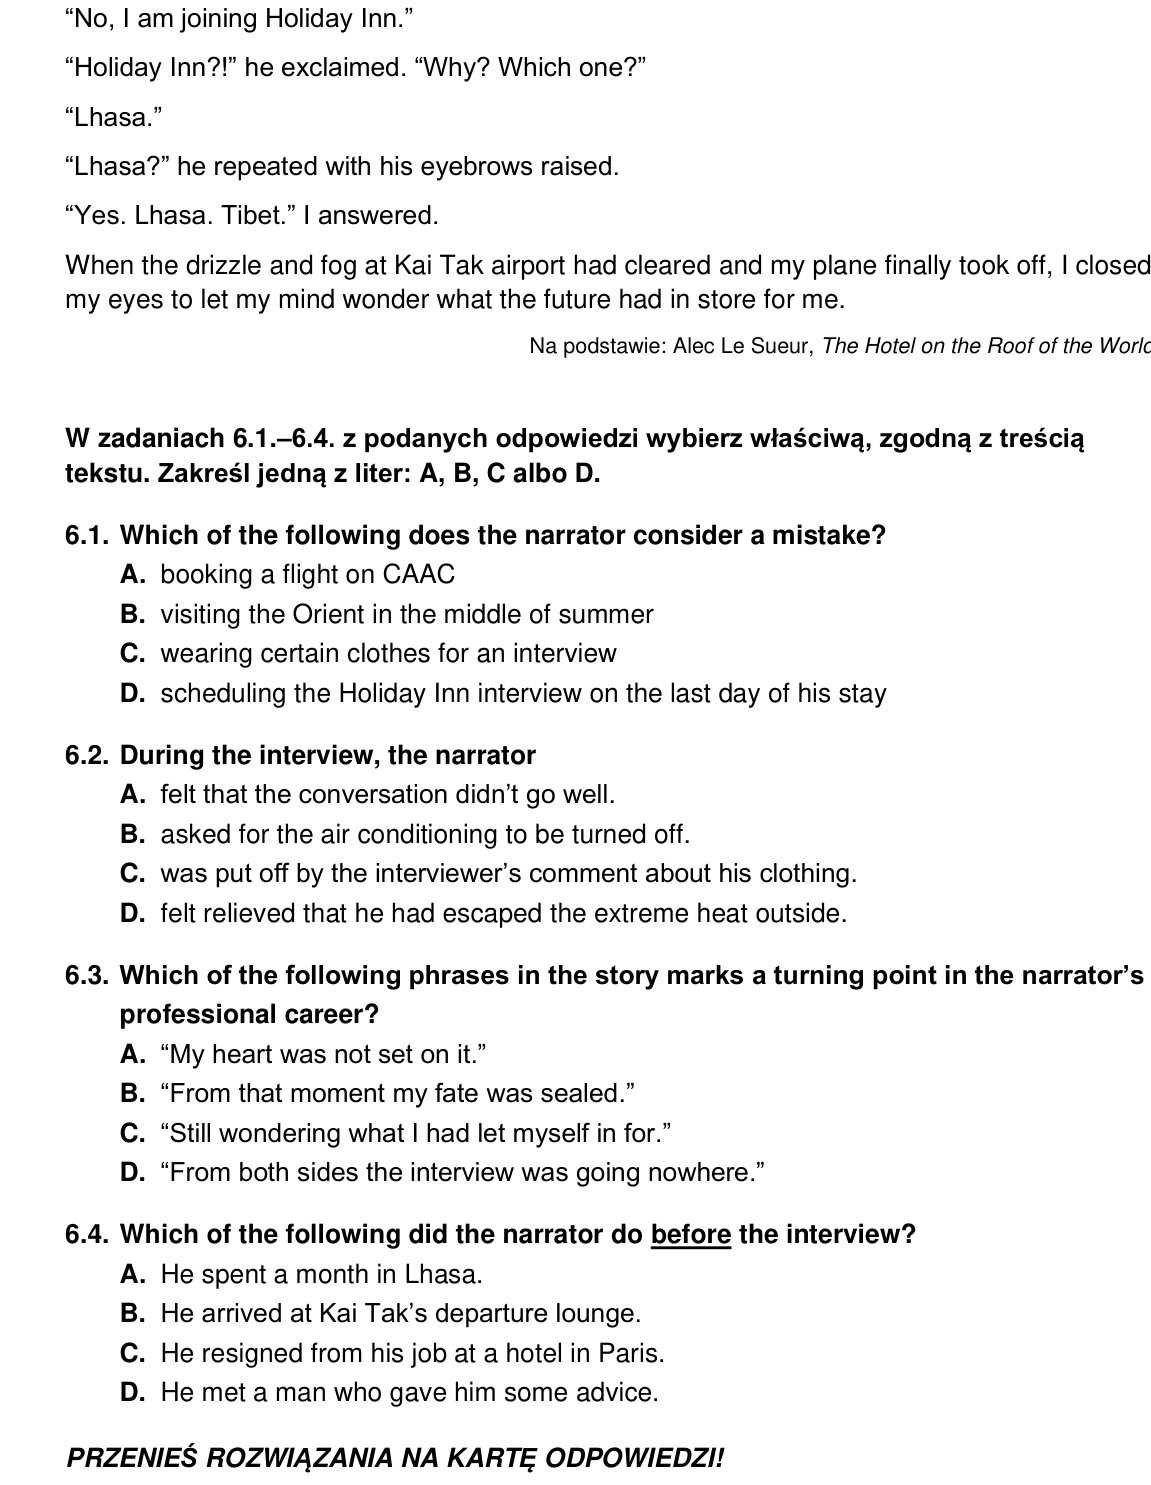 “No, I am joining Holiday Inn.”
“Holiday Inn?!” he exclaimed. “Why? Which one?”
“Lhasa.”
“Lhasa?” he repeated with his eyebrows raised.
“Yes. Lhasa. Tibet.” I answered.
When the drizzle and fog at Kai Tak airport had cleared and my plane finally took off, I closed
my eyes to let my mind wonder what the future had in store for me.
Na podstawie: Alec Le Sueur, The Hotel on the Roof of the World
W zadaniach 6.1.–6.4. z podanych odpowiedzi wybierz właściwą, zgodną z treścią
tekstu. Zakreśl jedną z liter: A, B, C albo D.
6.1. Which of the following does the narrator consider a mistake?
A. booking a flight on CAAC
B. visiting the Orient in the middle of summer
C. wearing certain clothes for an interview
D. scheduling the Holiday Inn interview on the last day of his stay
6.2. During the interview, the narrator
A. felt that the conversation didn’t go well.
B. asked for the air conditioning to be turned off.
C. was put off by the interviewer’s comment about his clothing.
D. felt relieved that he had escaped the extreme heat outside.
6.3. Which of the following phrases in the story marks a turning point in the narrator’s
professional career?
A. “My heart was not set on it.”
B. “From that moment my fate was sealed.”
C. “Still wondering what I had let myself in for.”
D. “From both sides the interview was going nowhere.”
6.4. Which of the following did the narrator do before the interview?
A. He spent a month in Lhasa.
B. He arrived at Kai Tak’s departure lounge.
C. He resigned from his job at a hotel in Paris.
D. He met a man who gave him some advice.
PRZENIEŚ ROZWIĄZANIA NA KARTĘ ODPOWIEDZI!